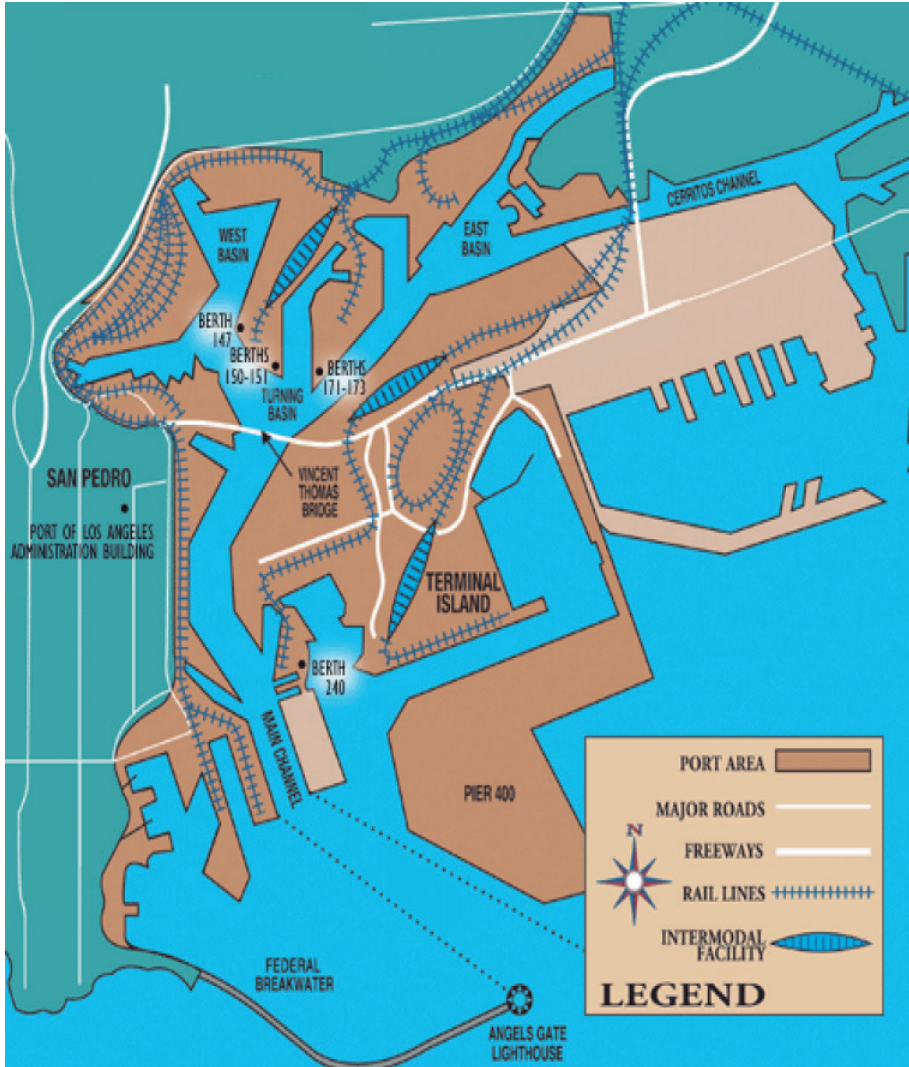 CERRITOS CHANNEL
WEST
BASIN
EAST
BASIN
BERTH
147
BERTHS
150-151
BERTHS
171-173
TURNING
BASIN
VINCENT
THOMAS
BRIDGE
SAN PEDRO
PORT OF LOS ANGELES
ADMINISTRATION BUILDING
TERMINAL
ISLAND
BERTH
240
MAIN CHANNEL
PIER 400
FEDERAL
BREAKWATER
ANGELS GATE
LIGHTHOUSE
PORT AREA
MAJOR ROADS
N
FREEWAYS
RAIL LINES
INTERMODAL
FACILITY
LEGEND